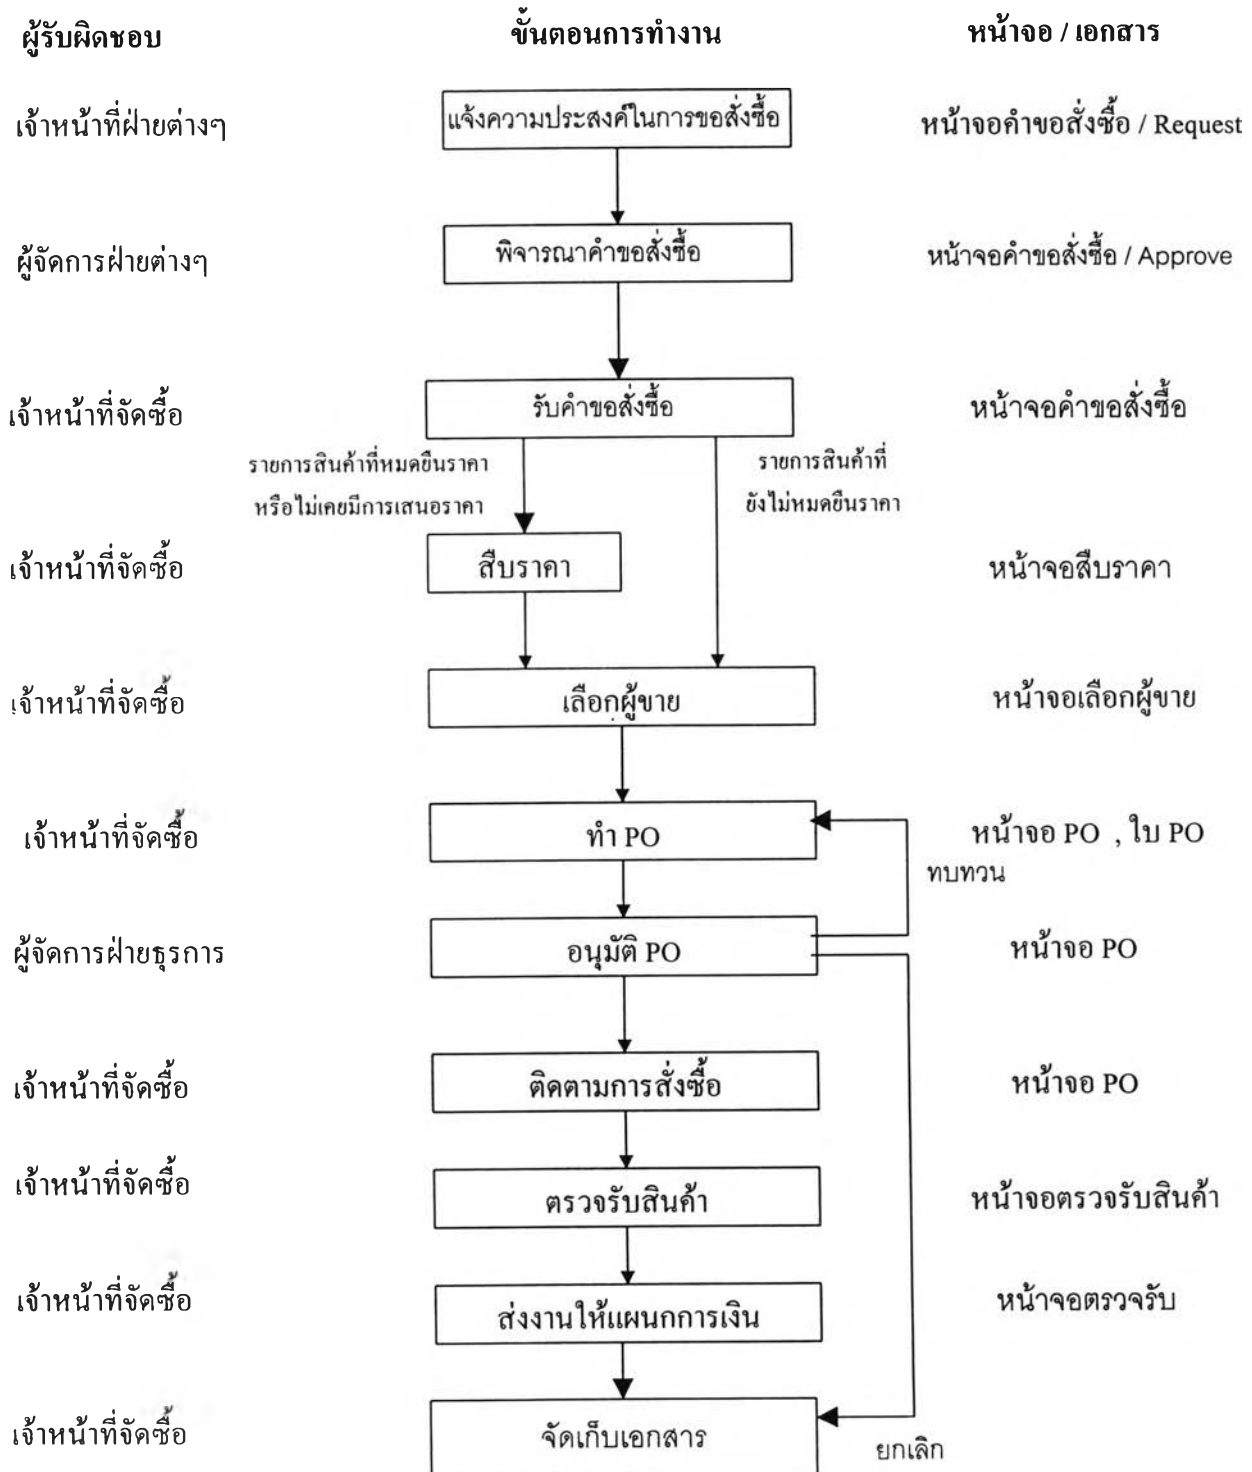 ผู้รับผิดชอบ ขั้นตอนการทำงาน หน้าจอ / เอกสาร
เจ้าหน้าที่ฝ่ายต่างๆ แจ้งความประสงค์ในการขอสั่งซื้อ หน้าจอคำขอสั่งซื้อ / Request
ผู้จัดการฝ่ายต่างๆ พิจารณาคำขอสั่งซื้อ หน้าจอคำขอสั่งซื้อ / Approve
เจ้าหน้าที่จัดซื้อ รับคำขอสั่งซื้อ หน้าจอคำขอสั่งซื้อ
รายการสินค้าที่หมดยืนราคา รายการสินค้าที่
หรือไม่เคยมีการเสนอราคา ยังไม่หมดยืนราคา
เจ้าหน้าที่จัดซื้อ สืบราคา หน้าจอสืบราคา
เจ้าหน้าที่จัดซื้อ เลือกผู้ขาย หน้าจอเลือกผู้ขาย
เจ้าหน้าที่จัดซื้อ ทำ PO หน้าจอ PO , ใบ PO
ทบทวน
ผู้จัดการฝ่ายธุรการ อนุมัติ PO หน้าจอ PO
เจ้าหน้าที่จัดซื้อ ติดตามการสั่งซื้อ หน้าจอ PO
เจ้าหน้าที่จัดซื้อ ตรวจรับสินค้า หน้าจอตรวจรับสินค้า
เจ้าหน้าที่จัดซื้อ ส่งงานให้แผนกการเงิน หน้าจอตรวจรับ
เจ้าหน้าที่จัดซื้อ จัดเก็บเอกสาร
ยกเลิก